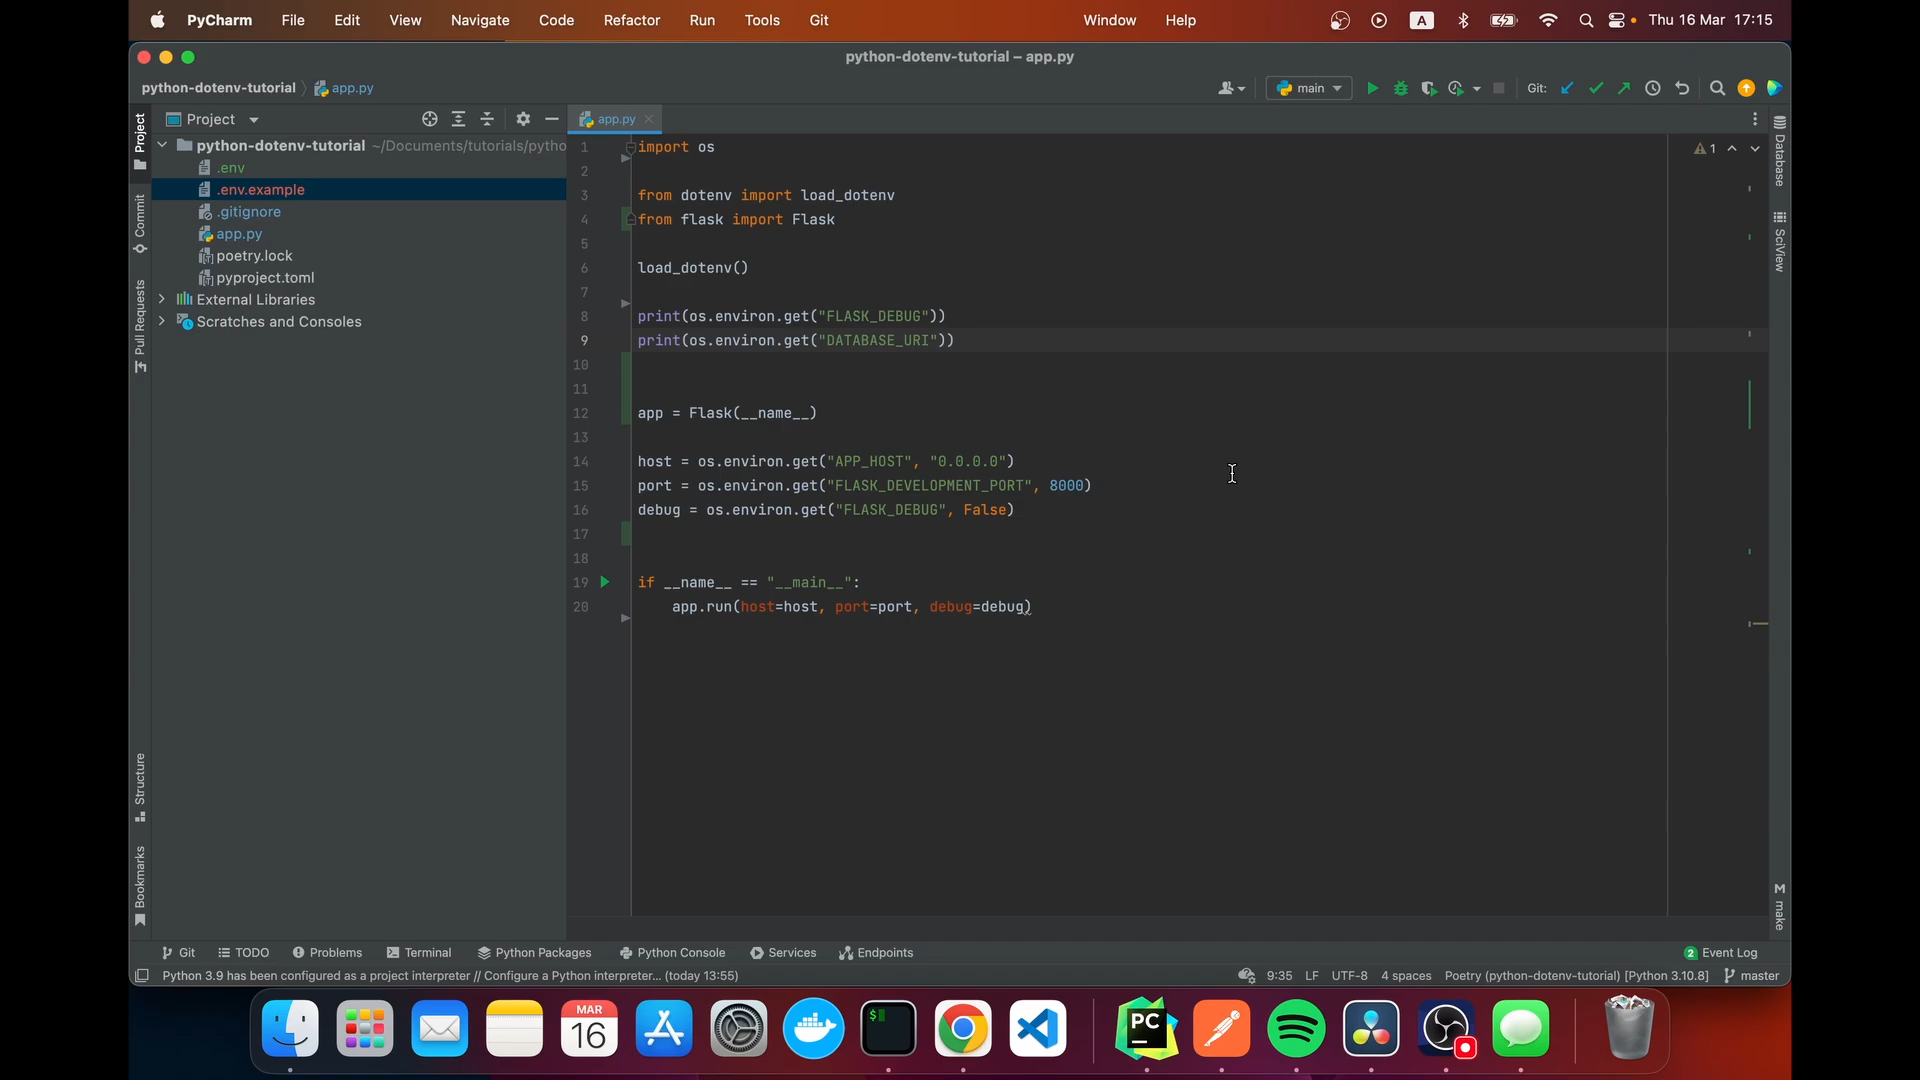 PyCharm File Edit View Navigate Code Refactor Run Tools Git Window Help A Thu 16 Mar 17:15
python-dotenv-tutorial – app.py
python-dotenv-tutorial app.py main Git:
Project
app.py
python-dotenv-tutorial ~/Documents/tutorials/pytho
.env
.env.example
.gitignore
app.py
poetry.lock
pyproject.toml
External Libraries
Scratches and Consoles
Project
Commit
Pull Requests
Structure
Bookmarks
1 import os
2
3 from dotenv import load_dotenv
4 from flask import Flask
5
6 load_dotenv()
7
8 print(os.environ.get("FLASK_DEBUG"))
9 print(os.environ.get("DATABASE_URI"))
10
11
12 app = Flask(__name__)
13
14 host = os.environ.get("APP_HOST", "0.0.0.0")
15 port = os.environ.get("FLASK_DEVELOPMENT_PORT", 8000)
16 debug = os.environ.get("FLASK_DEBUG", False)
17
18
19 if __name__ == "__main__":
20 app.run(host=host, port=port, debug=debug)
1
Database
SciView
M make
Git TODO Problems Terminal Python Packages Python Console Services Endpoints 2 Event Log
Python 3.9 has been configured as a project interpreter // Configure a Python interpreter... (today 13:55) 9:35 LF UTF-8 4 spaces Poetry (python-dotenv-tutorial) [Python 3.10.8] master
MAR
16
$
PC